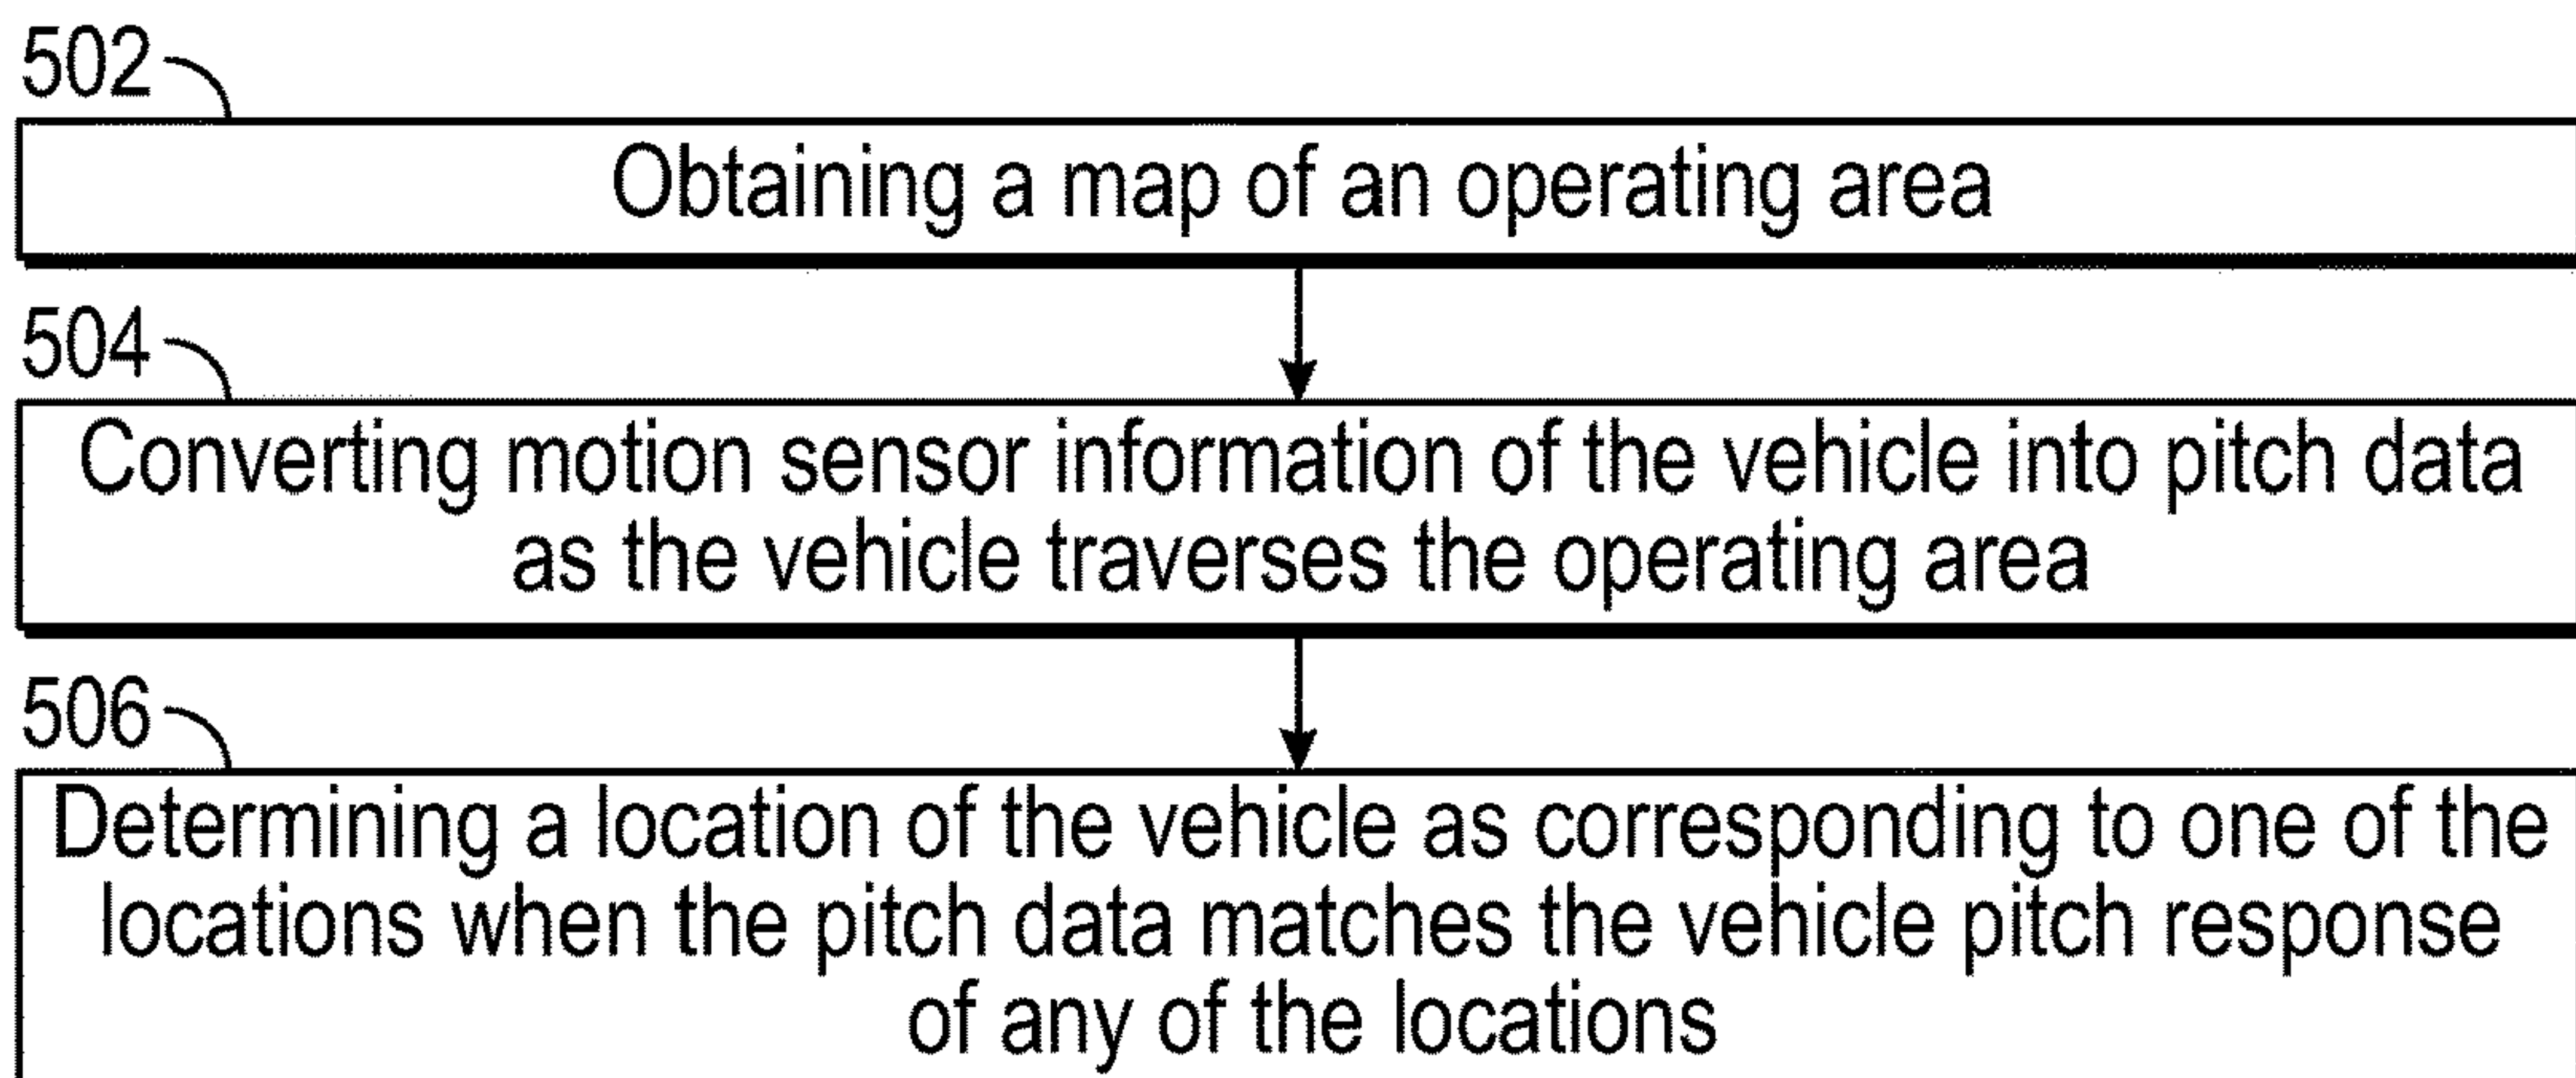 502
Obtaining a map of an operating area
504
Converting motion sensor information of the vehicle into pitch data
as the vehicle traverses the operating area
506
Determining a location of the vehicle as corresponding to one of the
locations when the pitch data matches the vehicle pitch response
of any of the locations